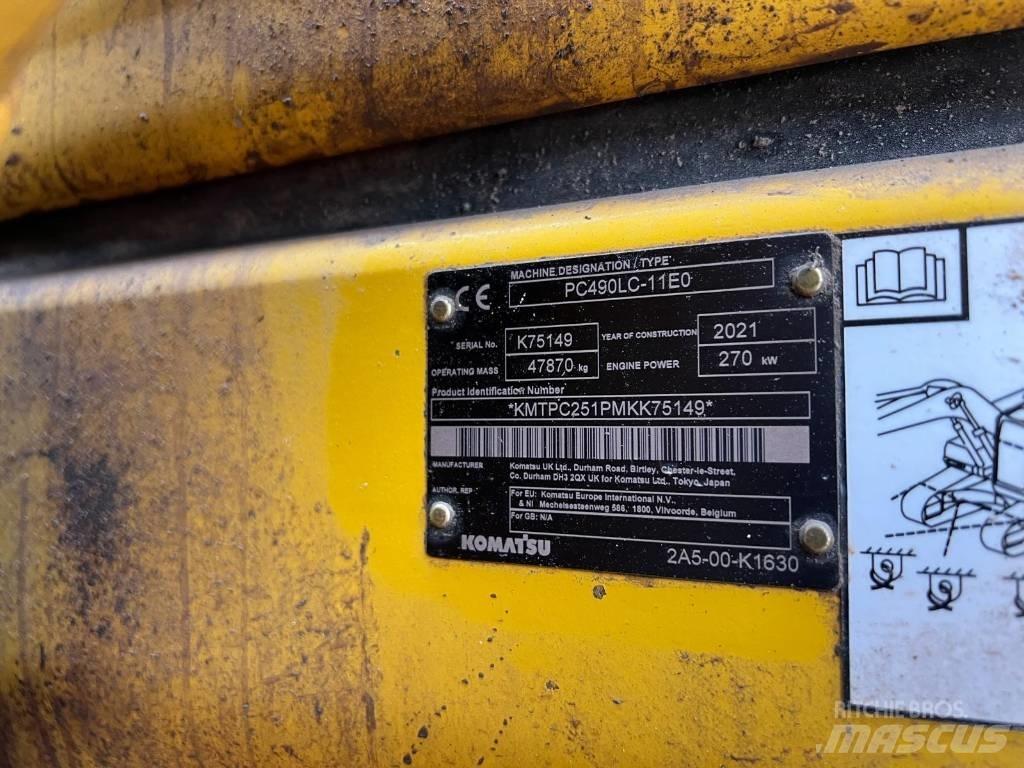 MACHINE DESIGNATION / TYPE
CE PC490LC-11E0
SERIAL No. K75149 YEAR OF CONSTRUCTION 2021
OPERATING MASS 47870 kg ENGINE POWER 270 kW
Product Identification Number
*KMTPC251PMKK75149*
MANUFACTURER Komatsu UK Ltd., Durham Road, Birtley, Chester-le-Street,
Co. Durham DH3 2QX UK for Komatsu Ltd., Tokyo, Japan
AUTHOR. REP For EU: Komatsu Europe International N.V.,
& NI Mechelsesteenweg 586, 1800, Vilvoorde, Belgium
For GB: N/A
KOMATSU 2A5-00-K1630
RITCHIE BROS.
MASCUS